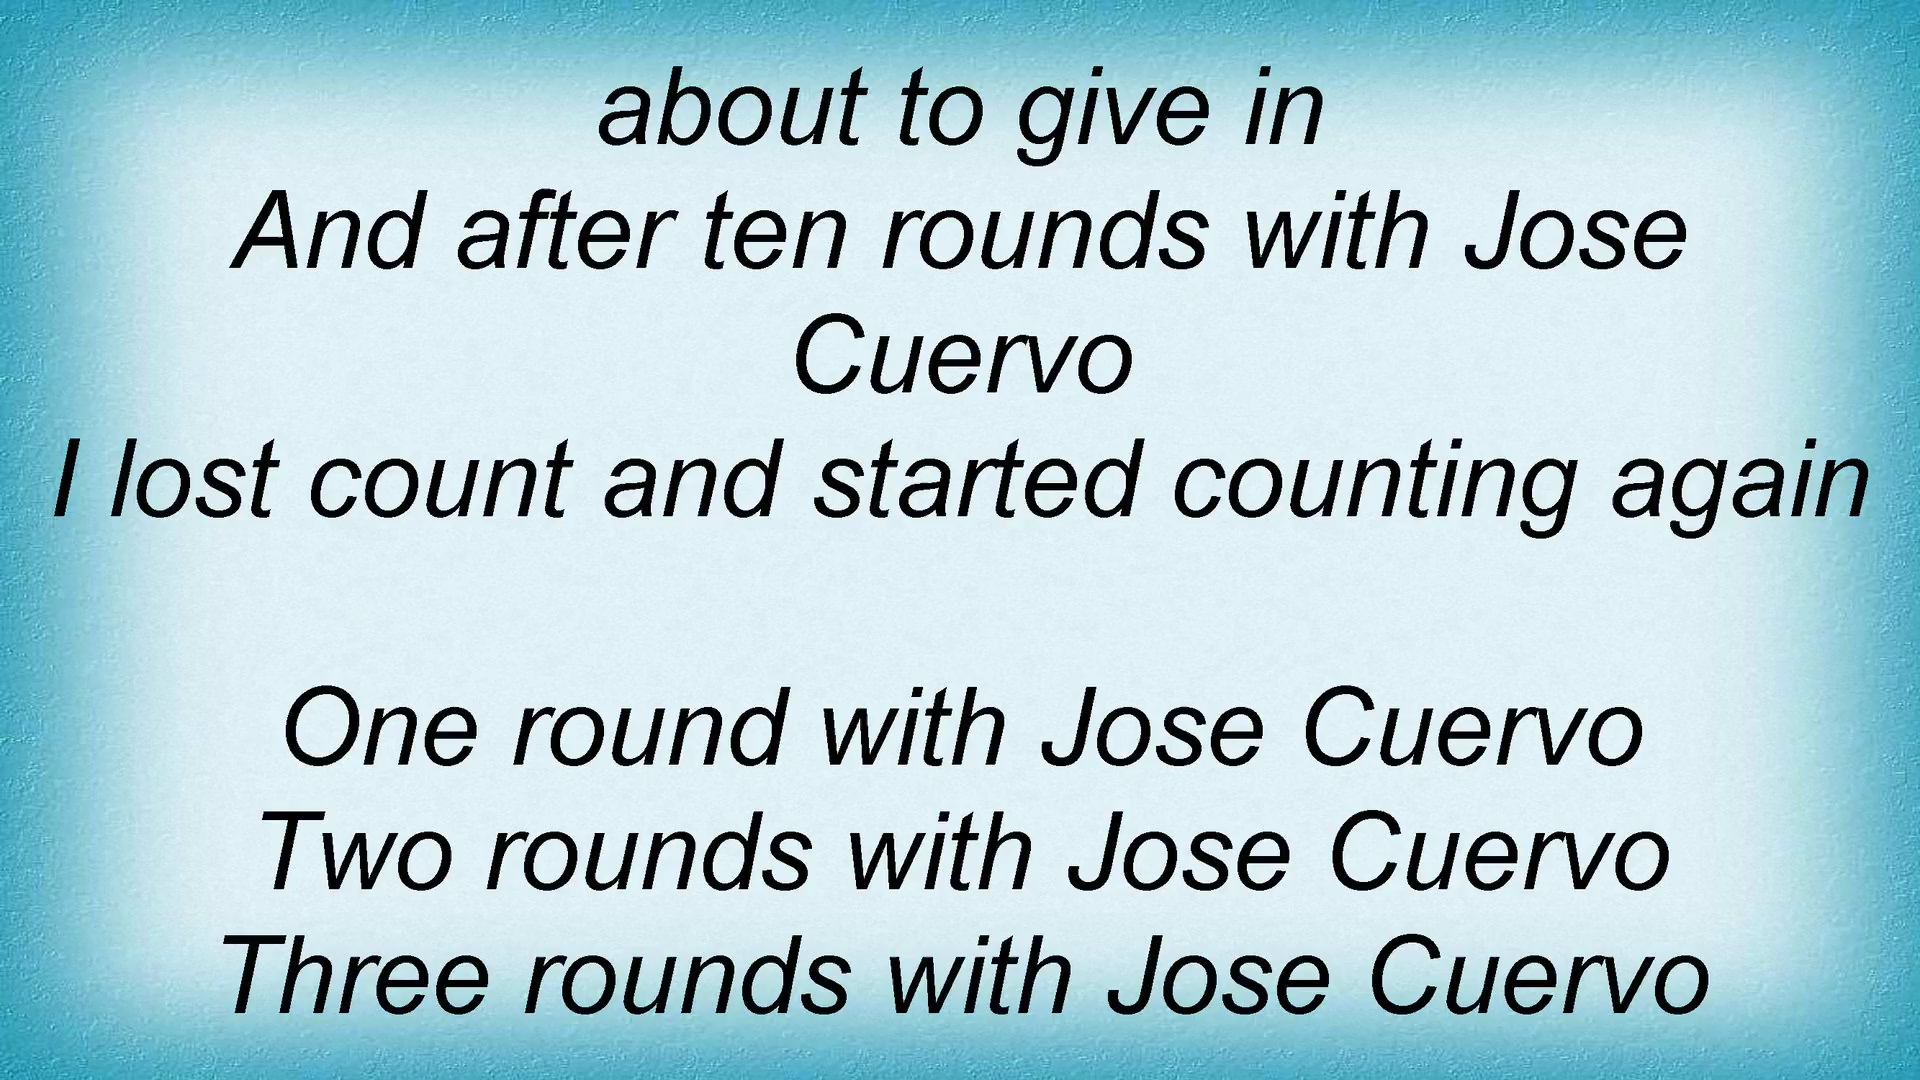 about to give in
And after ten rounds with Jose
Cuervo
I lost count and started counting again
One round with Jose Cuervo
Two rounds with Jose Cuervo
Three rounds with Jose Cuervo